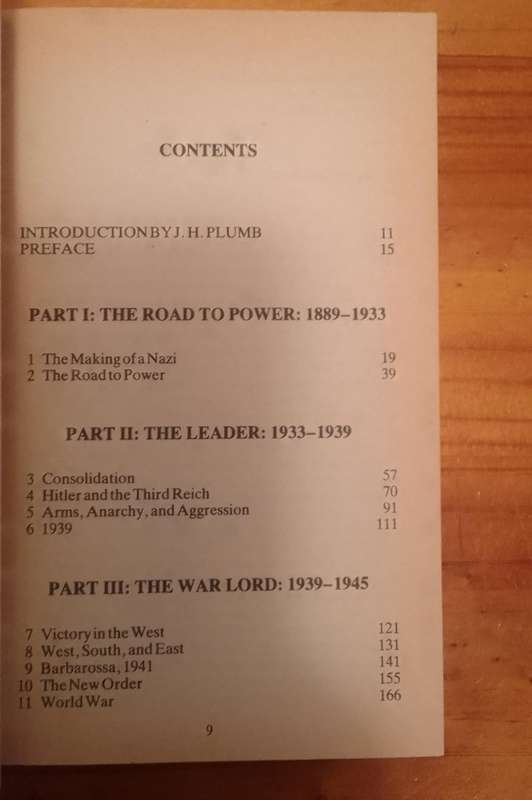 CONTENTS
INTRODUCTION BY J. H. PLUMB 11
PREFACE 15
PART I: THE ROAD TO POWER: 1889–1933
1 The Making of a Nazi 19
2 The Road to Power 39
PART II: THE LEADER: 1933–1939
3 Consolidation 57
4 Hitler and the Third Reich 70
5 Arms, Anarchy, and Aggression 91
6 1939 111
PART III: THE WAR LORD: 1939–1945
7 Victory in the West 121
8 West, South, and East 131
9 Barbarossa, 1941 141
10 The New Order 155
11 World War 166
9